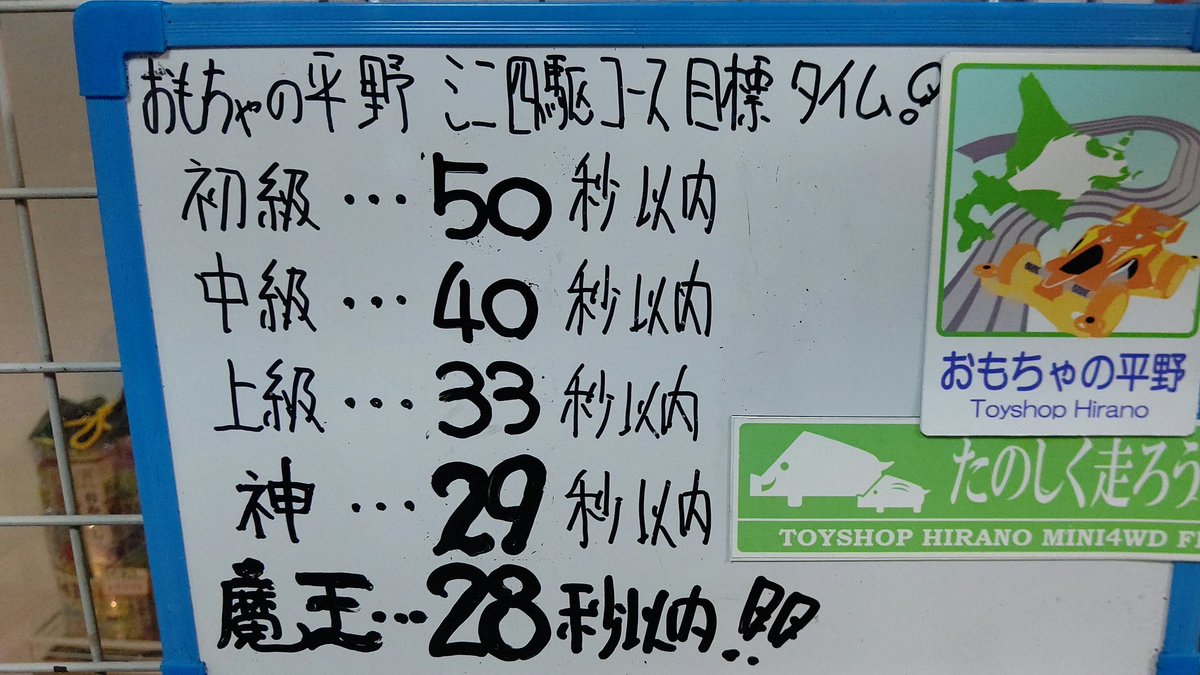 おもちゃの平野 ミニ四駆コース目標タイム!
初級…50秒以内
中級…40秒以内
上級…33秒以内
神…29秒以内
魔王…28秒以内!!
おもちゃの平野
Toyshop Hirano
たのしく走ろう
TOYSHOP HIRANO MINI4WD